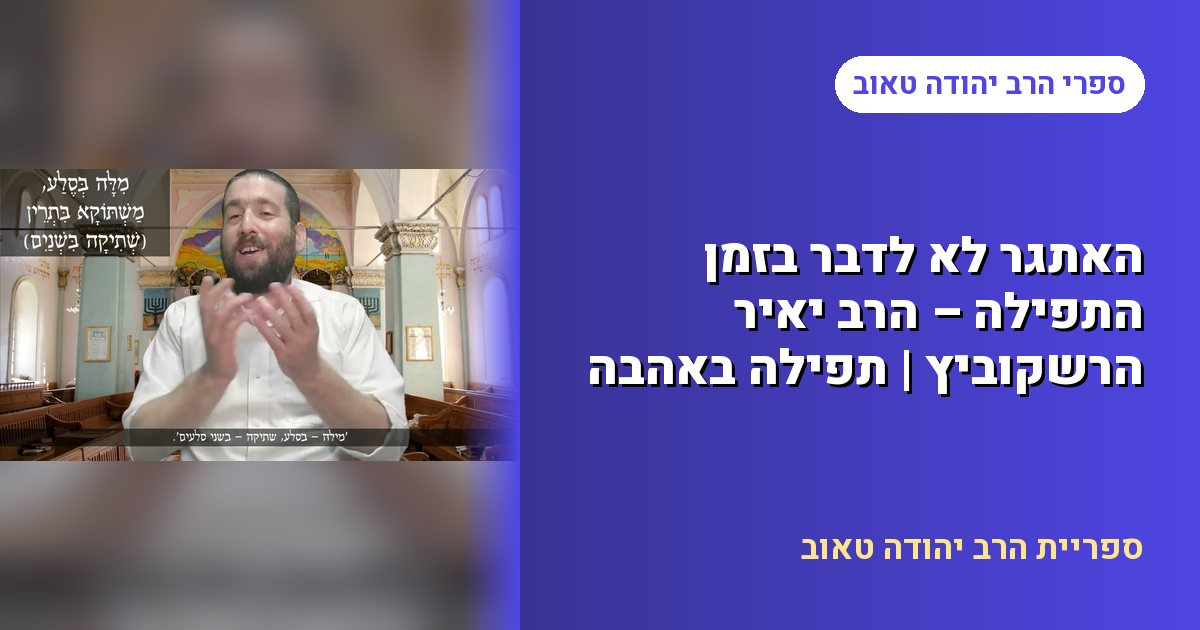 ספרי הרב יהודה טאוב
האתגר לא לדבר בזמן
התפילה – הרב יאיר
הרשקוביץ | תפילה באהבה
ספריית הרב יהודה טאוב
מִלָּה בְּסֶלַע,
מַשְׁתּוֹקָא בִּתְרֵין
(שְׁתִיקָה בִּשְׁנַיִם)
'מילה – בסלע, שתיקה – בשני סלעים'.